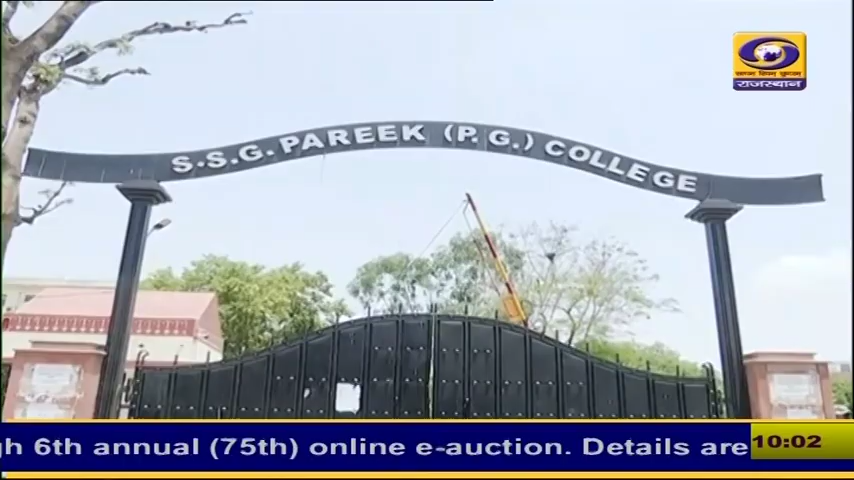 राजस्थान
S.S.G. PAREEK (P.G.) COLLEGE
gh 6th annual (75th) online e-auction. Details are
10:02